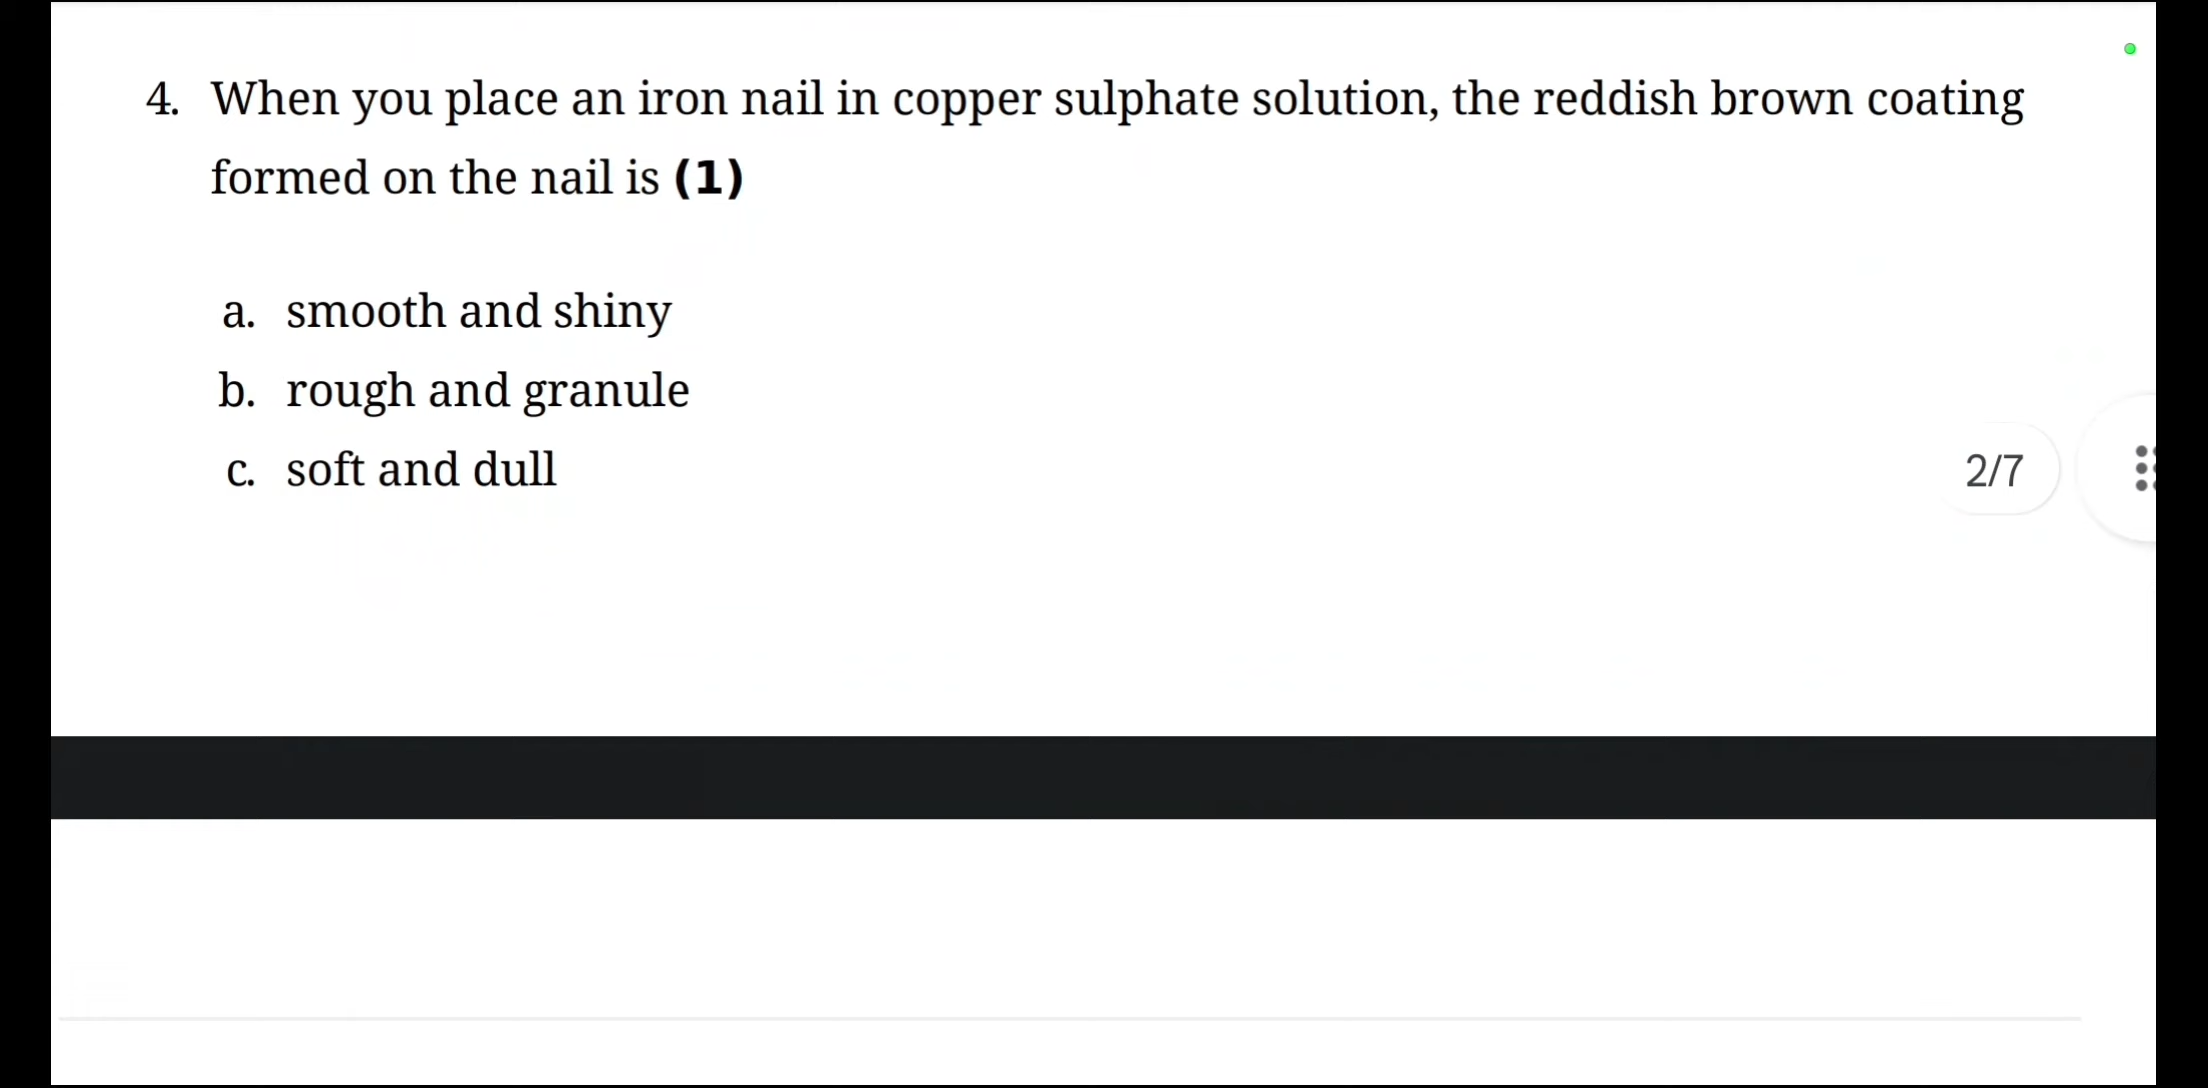 4. When you place an iron nail in copper sulphate solution, the reddish brown coating
formed on the nail is (1)
a. smooth and shiny
b. rough and granule
c. soft and dull
2/7